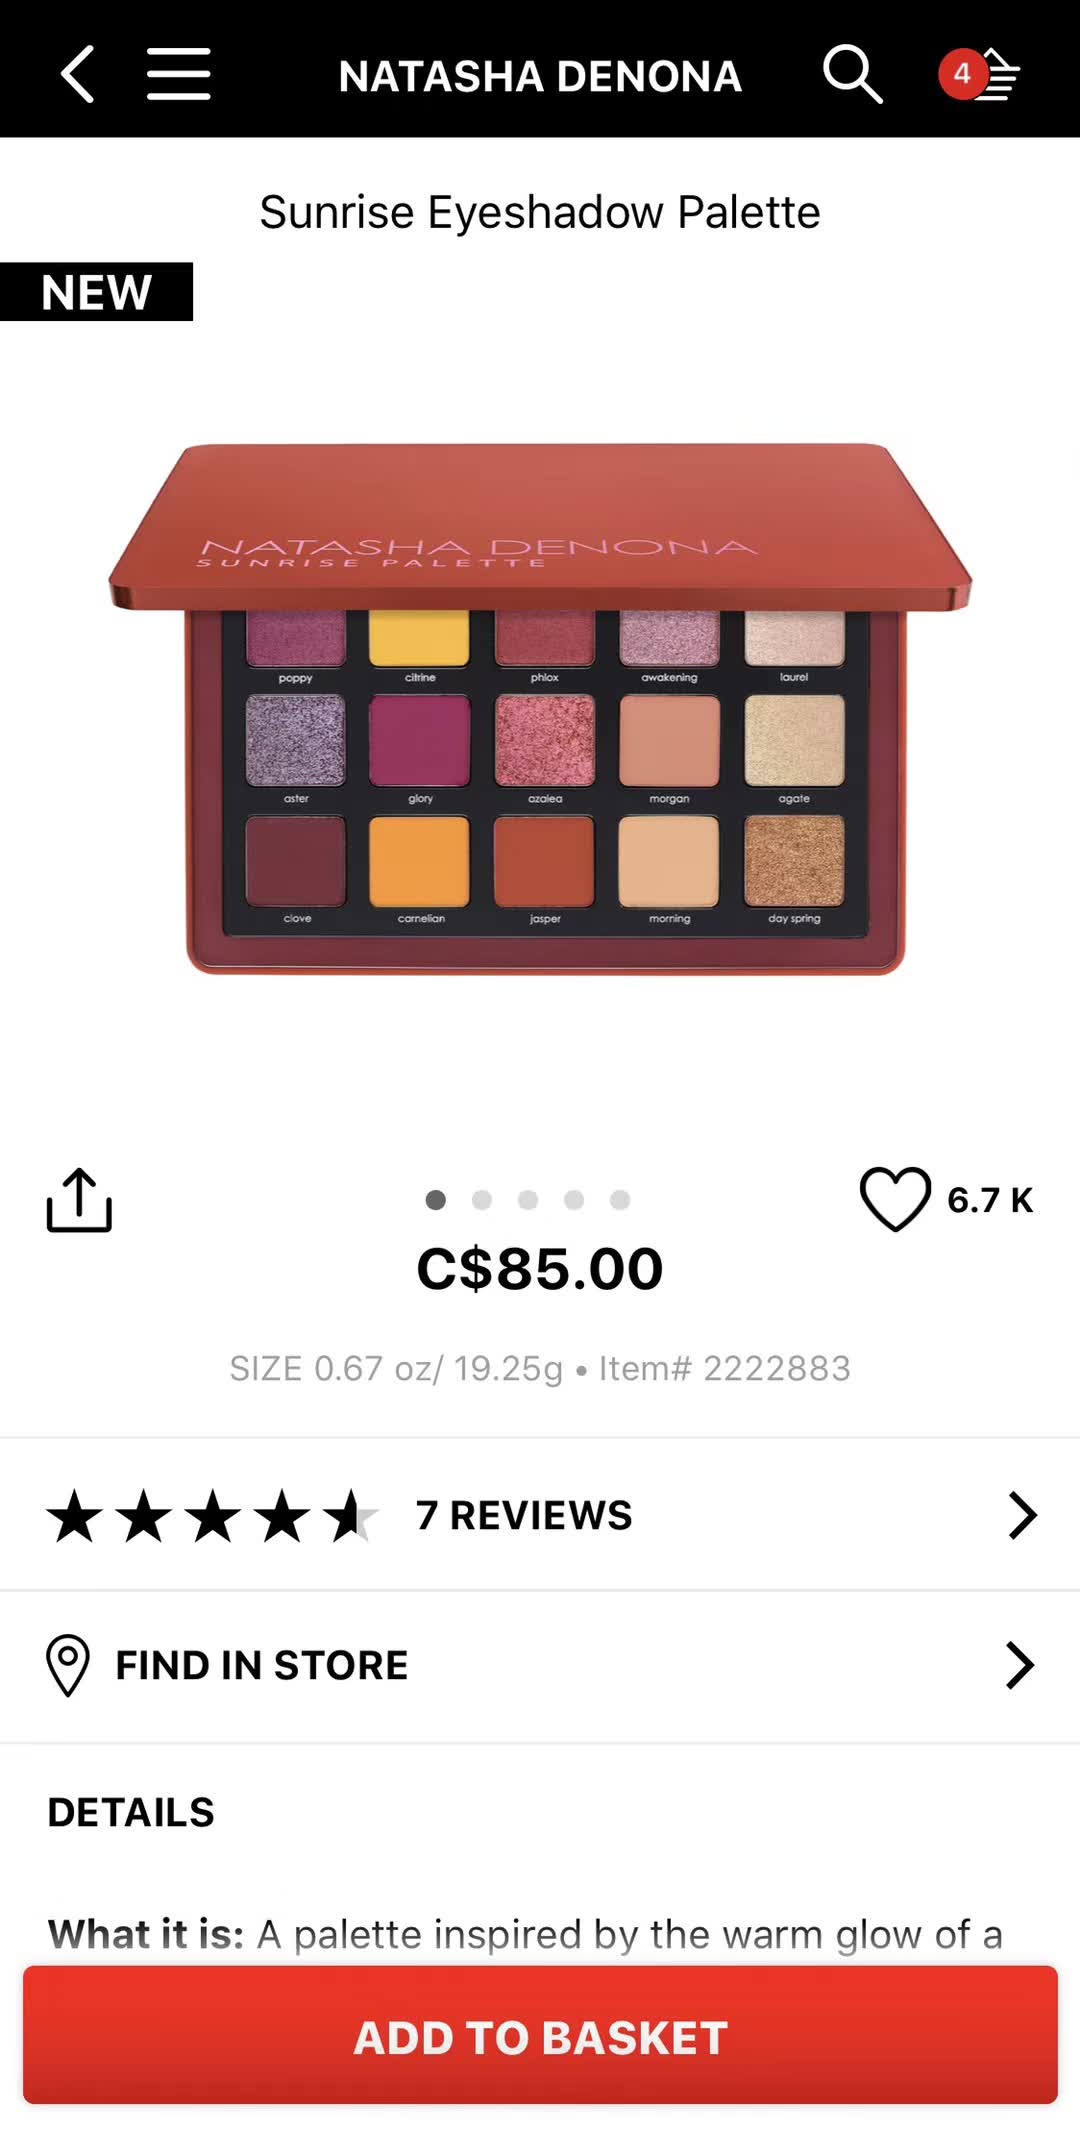 NATASHA DENONA
4
Sunrise Eyeshadow Palette
NEW
NATASHA DENONA
SUNRISE PALETTE
poppy citrine phlox awakening laurel
aster glory azalea morgan agate
clove carnelian jasper morning day spring
6.7 K
C$85.00
SIZE 0.67 oz/ 19.25g • Item# 2222883
7 REVIEWS
FIND IN STORE
DETAILS
What it is: A palette inspired by the warm glow of a
ADD TO BASKET